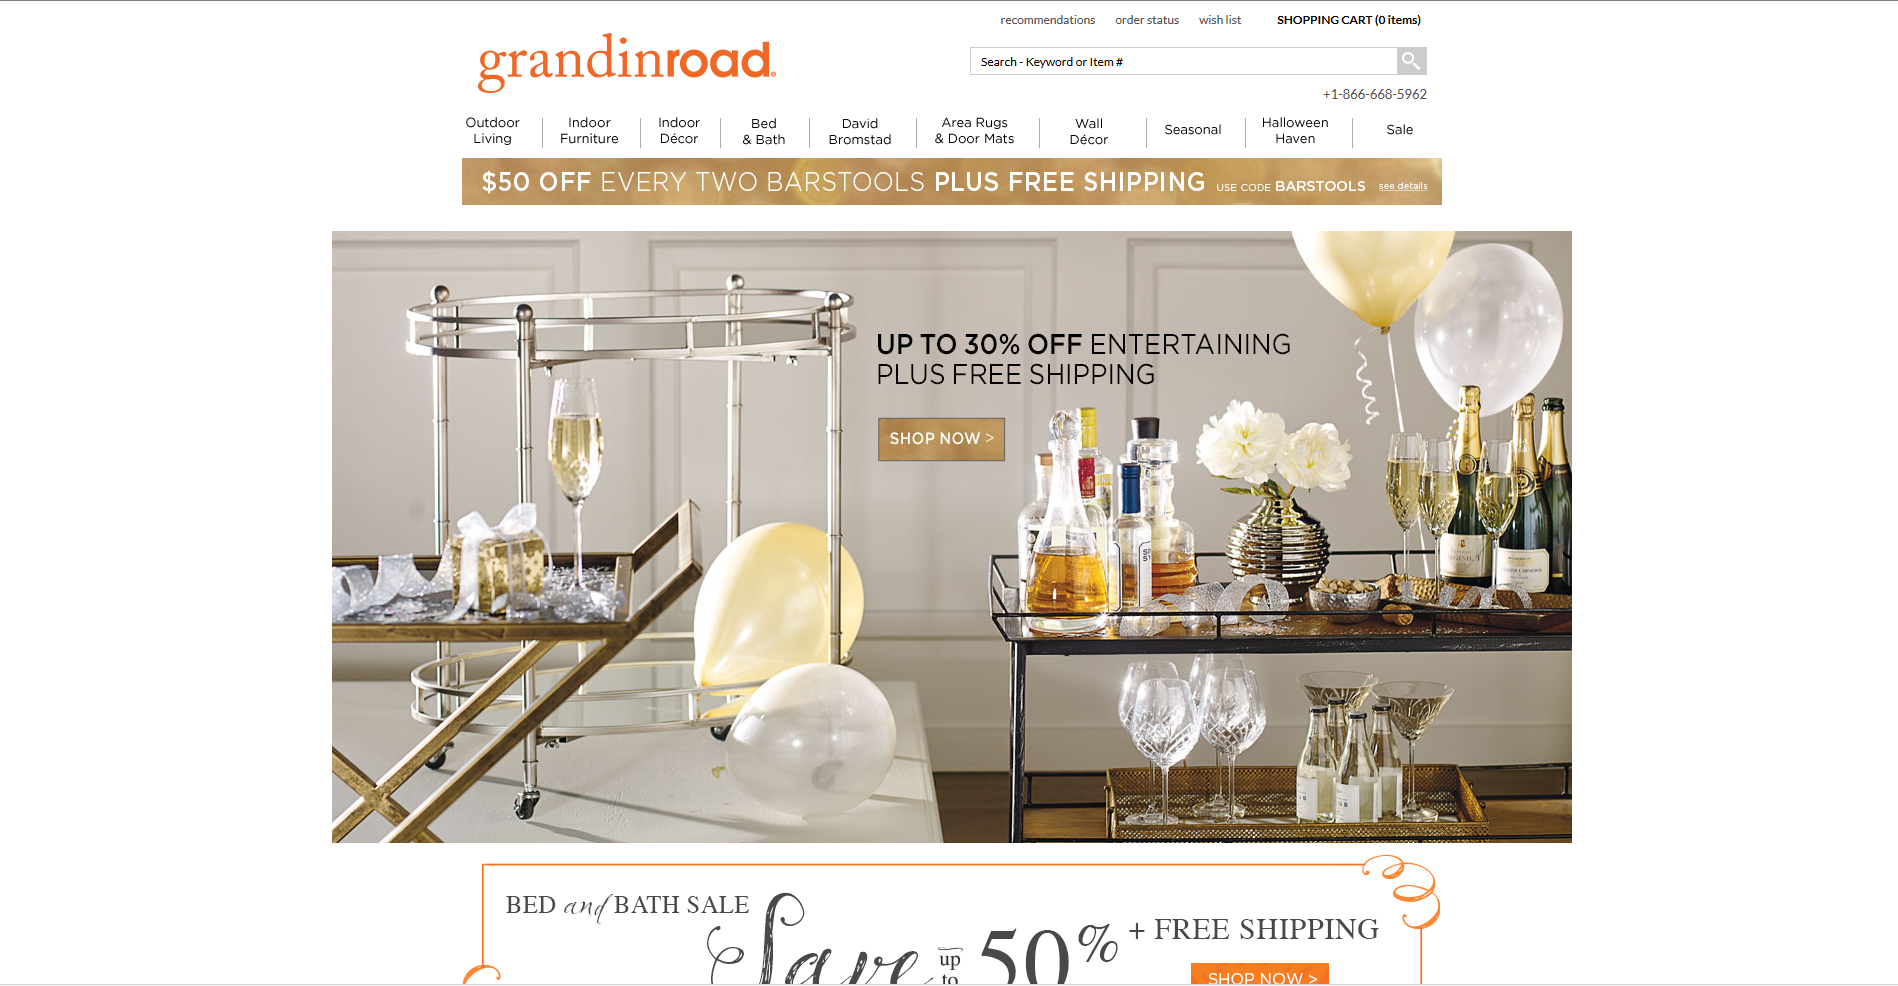 recommendations order status wish list SHOPPING CART (0 items)
grandinroad
Search - Keyword or Item #
+1-866-668-5962
Outdoor Living
Indoor Furniture
Indoor Décor
Bed & Bath
David Bromstad
Area Rugs & Door Mats
Wall Décor
Seasonal
Halloween Haven
Sale
$50 OFF EVERY TWO BARSTOOLS PLUS FREE SHIPPING USE CODE BARSTOOLS see details
UP TO 30% OFF ENTERTAINING
PLUS FREE SHIPPING
SHOP NOW >
BED and BATH SALE
Save up to 50% + FREE SHIPPING
SHOP NOW >